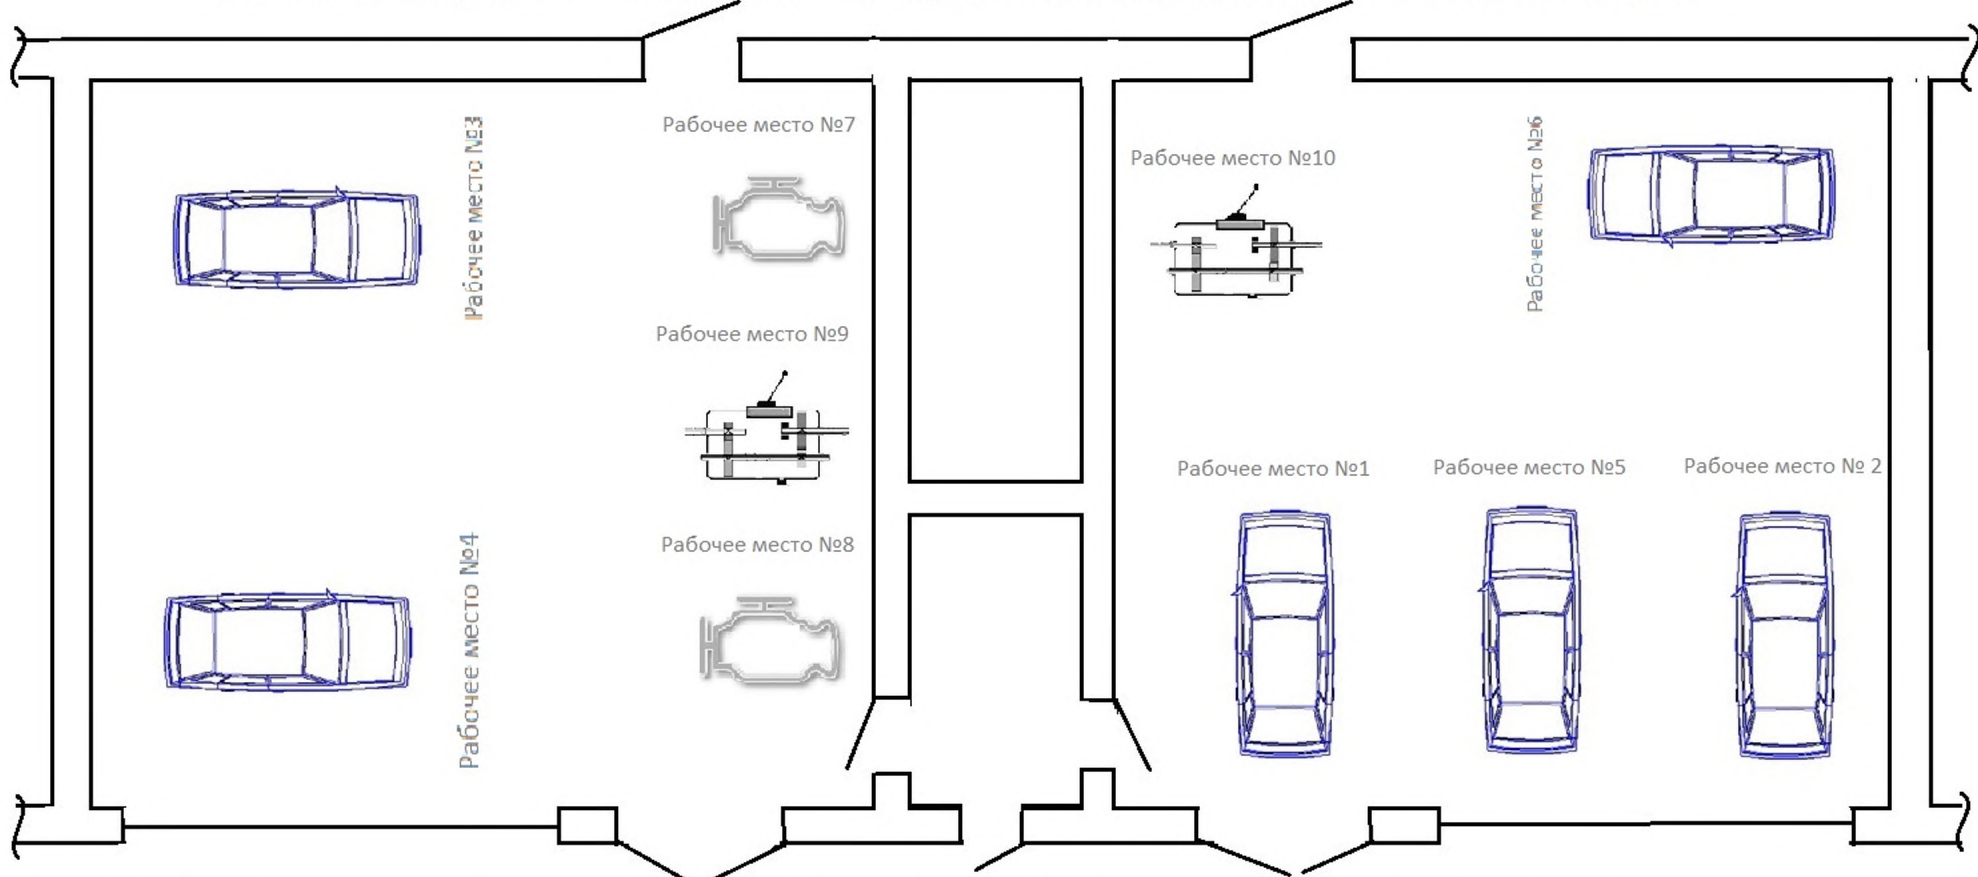 Рабочее место №3
Рабочее место №7
Рабочее место №9
Рабочее место №4
Рабочее место №8
Рабочее место №10
Рабочее место №6
Рабочее место №1
Рабочее место №5
Рабочее место № 2